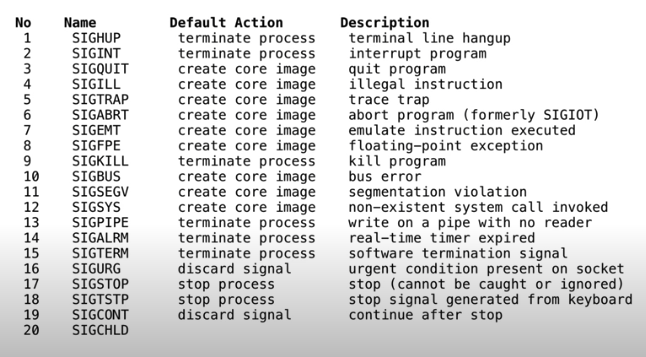 No Name Default Action Description
1 SIGHUP terminate process terminal line hangup
2 SIGINT terminate process interrupt program
3 SIGQUIT create core image quit program
4 SIGILL create core image illegal instruction
5 SIGTRAP create core image trace trap
6 SIGABRT create core image abort program (formerly SIGIOT)
7 SIGEMT create core image emulate instruction executed
8 SIGFPE create core image floating-point exception
9 SIGKILL terminate process kill program
10 SIGBUS create core image bus error
11 SIGSEGV create core image segmentation violation
12 SIGSYS create core image non-existent system call invoked
13 SIGPIPE terminate process write on a pipe with no reader
14 SIGALRM terminate process real-time timer expired
15 SIGTERM terminate process software termination signal
16 SIGURG discard signal urgent condition present on socket
17 SIGSTOP stop process stop (cannot be caught or ignored)
18 SIGTSTP stop process stop signal generated from keyboard
19 SIGCONT discard signal continue after stop
20 SIGCHLD